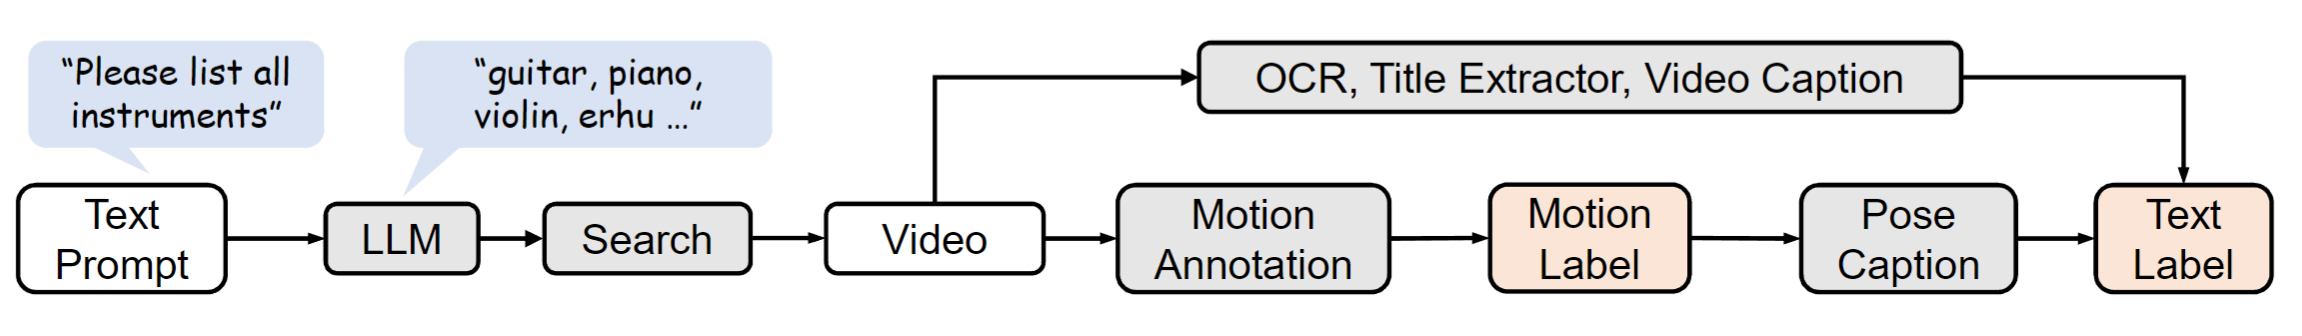 “Please list all
instruments”
“guitar, piano,
violin, erhu ...”
OCR, Title Extractor, Video Caption
Text
Prompt
LLM
Search
Video
Motion
Annotation
Motion
Label
Pose
Caption
Text
Label